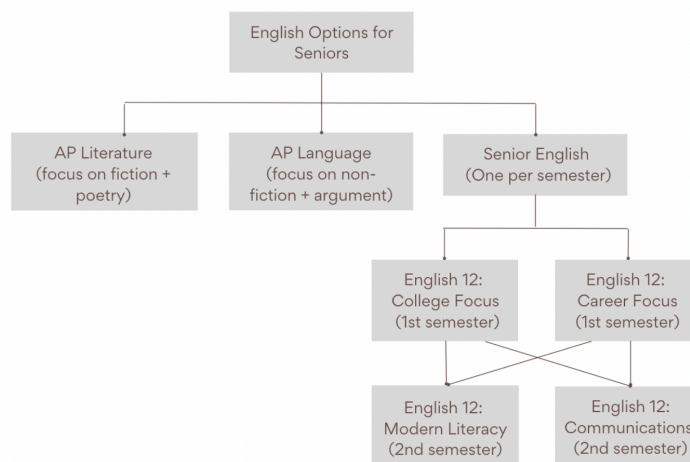 English Options for
Seniors
AP Literature
(focus on fiction +
poetry)
AP Language
(focus on non-
fiction + argument)
Senior English
(One per semester)
English 12:
College Focus
(1st semester)
English 12:
Career Focus
(1st semester)
English 12:
Modern Literacy
(2nd semester)
English 12:
Communications
(2nd semester)